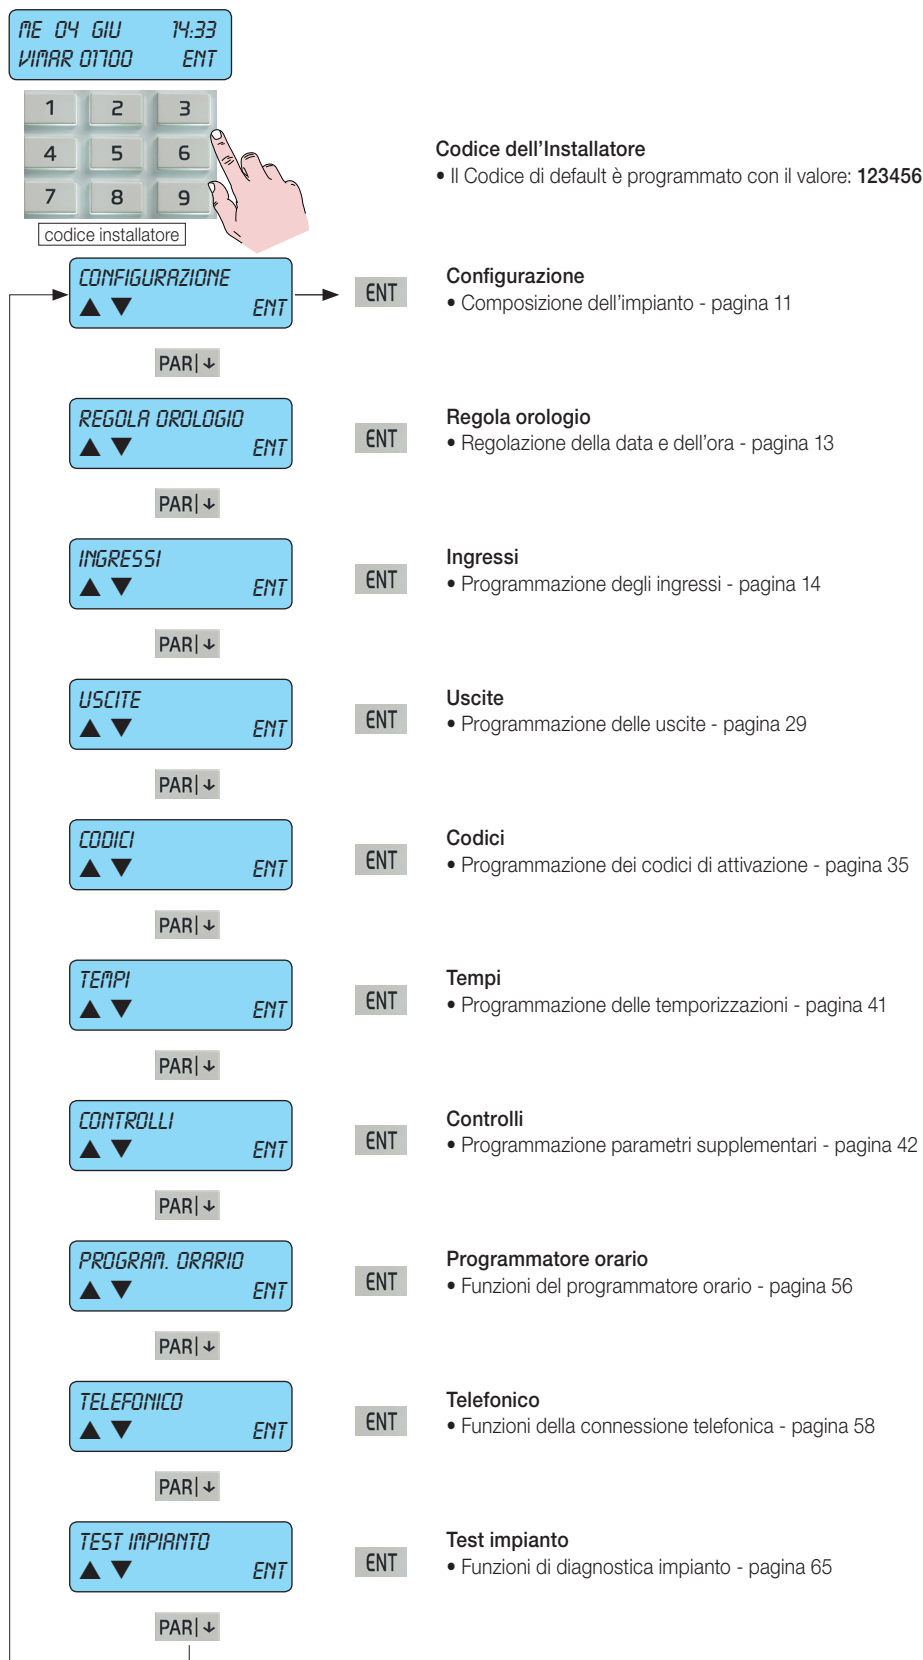 ME 04 GIU 14:33
VIMAR 01700 ENT
1 2 3
4 5 6
7 8 9
codice installatore
Codice dell'Installatore
• Il Codice di default è programmato con il valore: 123456
CONFIGURAZIONE
▲ ▼ ENT
ENT
Configurazione
• Composizione dell'impianto - pagina 11
PAR|↓
REGOLA OROLOGIO
▲ ▼ ENT
ENT
Regola orologio
• Regolazione della data e dell'ora - pagina 13
PAR|↓
INGRESSI
▲ ▼ ENT
ENT
Ingressi
• Programmazione degli ingressi - pagina 14
PAR|↓
USCITE
▲ ▼ ENT
ENT
Uscite
• Programmazione delle uscite - pagina 29
PAR|↓
CODICI
▲ ▼ ENT
ENT
Codici
• Programmazione dei codici di attivazione - pagina 35
PAR|↓
TEMPI
▲ ▼ ENT
ENT
Tempi
• Programmazione delle temporizzazioni - pagina 41
PAR|↓
CONTROLLI
▲ ▼ ENT
ENT
Controlli
• Programmazione parametri supplementari - pagina 42
PAR|↓
PROGRAM. ORARIO
▲ ▼ ENT
ENT
Programmatore orario
• Funzioni del programmatore orario - pagina 56
PAR|↓
TELEFONICO
▲ ▼ ENT
ENT
Telefonico
• Funzioni della connessione telefonica - pagina 58
PAR|↓
TEST IMPIANTO
▲ ▼ ENT
ENT
Test impianto
• Funzioni di diagnostica impianto - pagina 65
PAR|↓